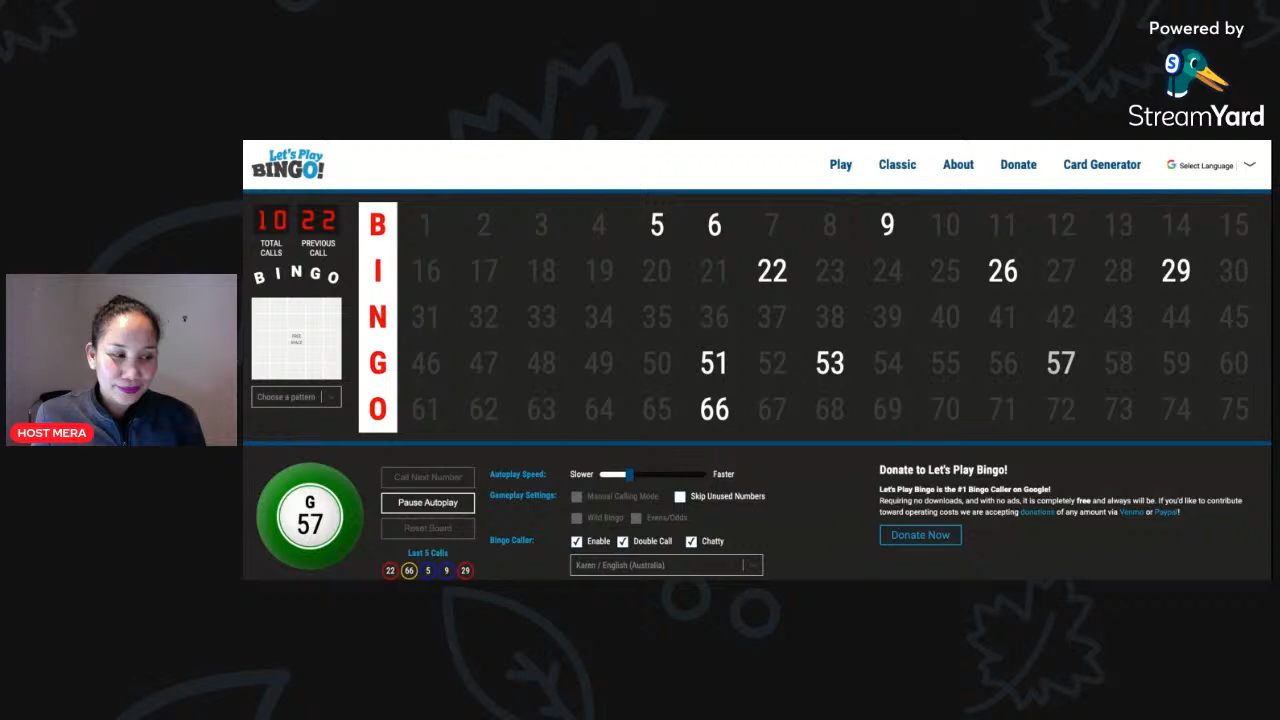 Powered by
StreamYard
Let's Play
BINGO!
Play
Classic
About
Donate
Card Generator
Select Language
10 22
TOTAL CALLS
PREVIOUS CALL
BINGO
FREE SPACE
Choose a pattern
B 1 2 3 4 5 6 7 8 9 10 11 12 13 14 15
I 16 17 18 19 20 21 22 23 24 25 26 27 28 29 30
N 31 32 33 34 35 36 37 38 39 40 41 42 43 44 45
G 46 47 48 49 50 51 52 53 54 55 56 57 58 59 60
O 61 62 63 64 65 66 67 68 69 70 71 72 73 74 75
HOST MERA
G
57
Call Next Number
Pause Autoplay
Reset Board
Last 5 Calls
22 66 5 9 29
Autoplay Speed: Slower Faster
Gameplay Settings: Manual Calling Mode Skip Unused Numbers
Wild Bingo Evens/Odds
Bingo Caller: Enable Double Call Chatty
Karen / English (Australia)
Donate to Let's Play Bingo!
Let's Play Bingo is the #1 Bingo Caller on Google!
Requiring no downloads, and with no ads, it is completely free and always will be. If you'd like to contribute
toward operating costs we are accepting donations of any amount via Venmo or Paypal!
Donate Now